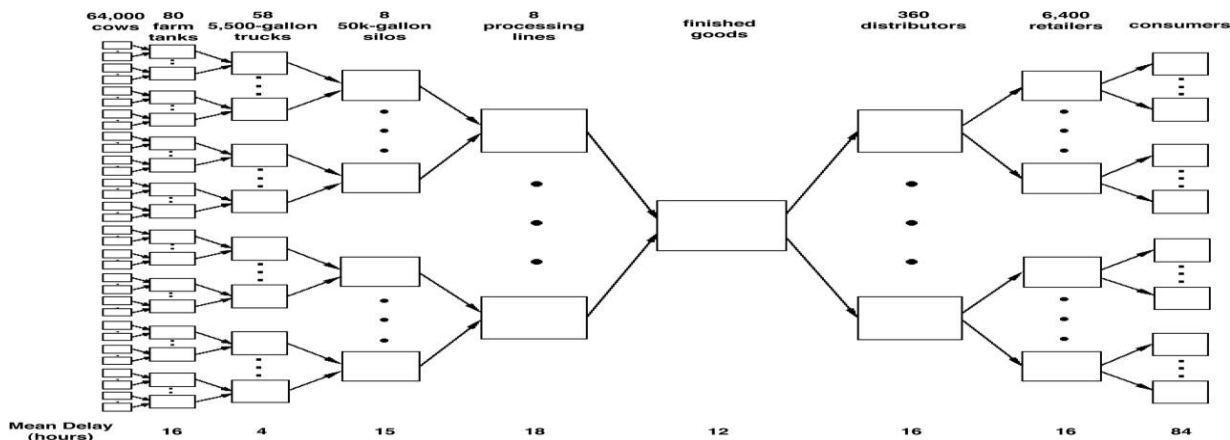 64,000 cows
80 farm tanks
58 5,500-gallon trucks
8 50k-gallon silos
8 processing lines
finished goods
360 distributors
6,400 retailers
consumers
Mean Delay (hours)
16 4 15 18 12 16 16 84